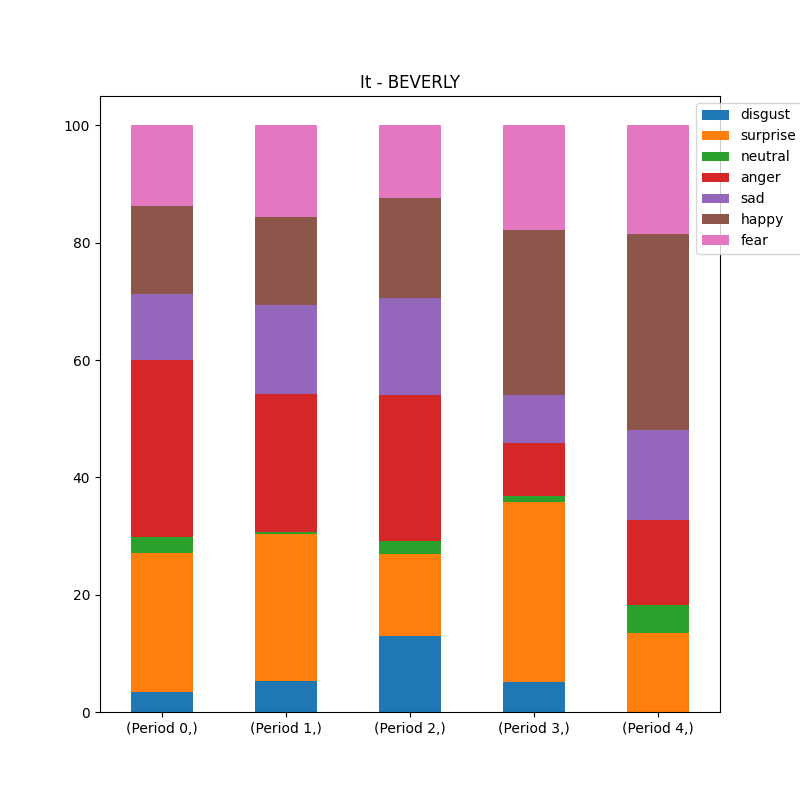 It - BEVERLY
100
80
60
40
20
0
(Period 0,) (Period 1,) (Period 2,) (Period 3,) (Period 4,)
disgust
surprise
neutral
anger
sad
happy
fear